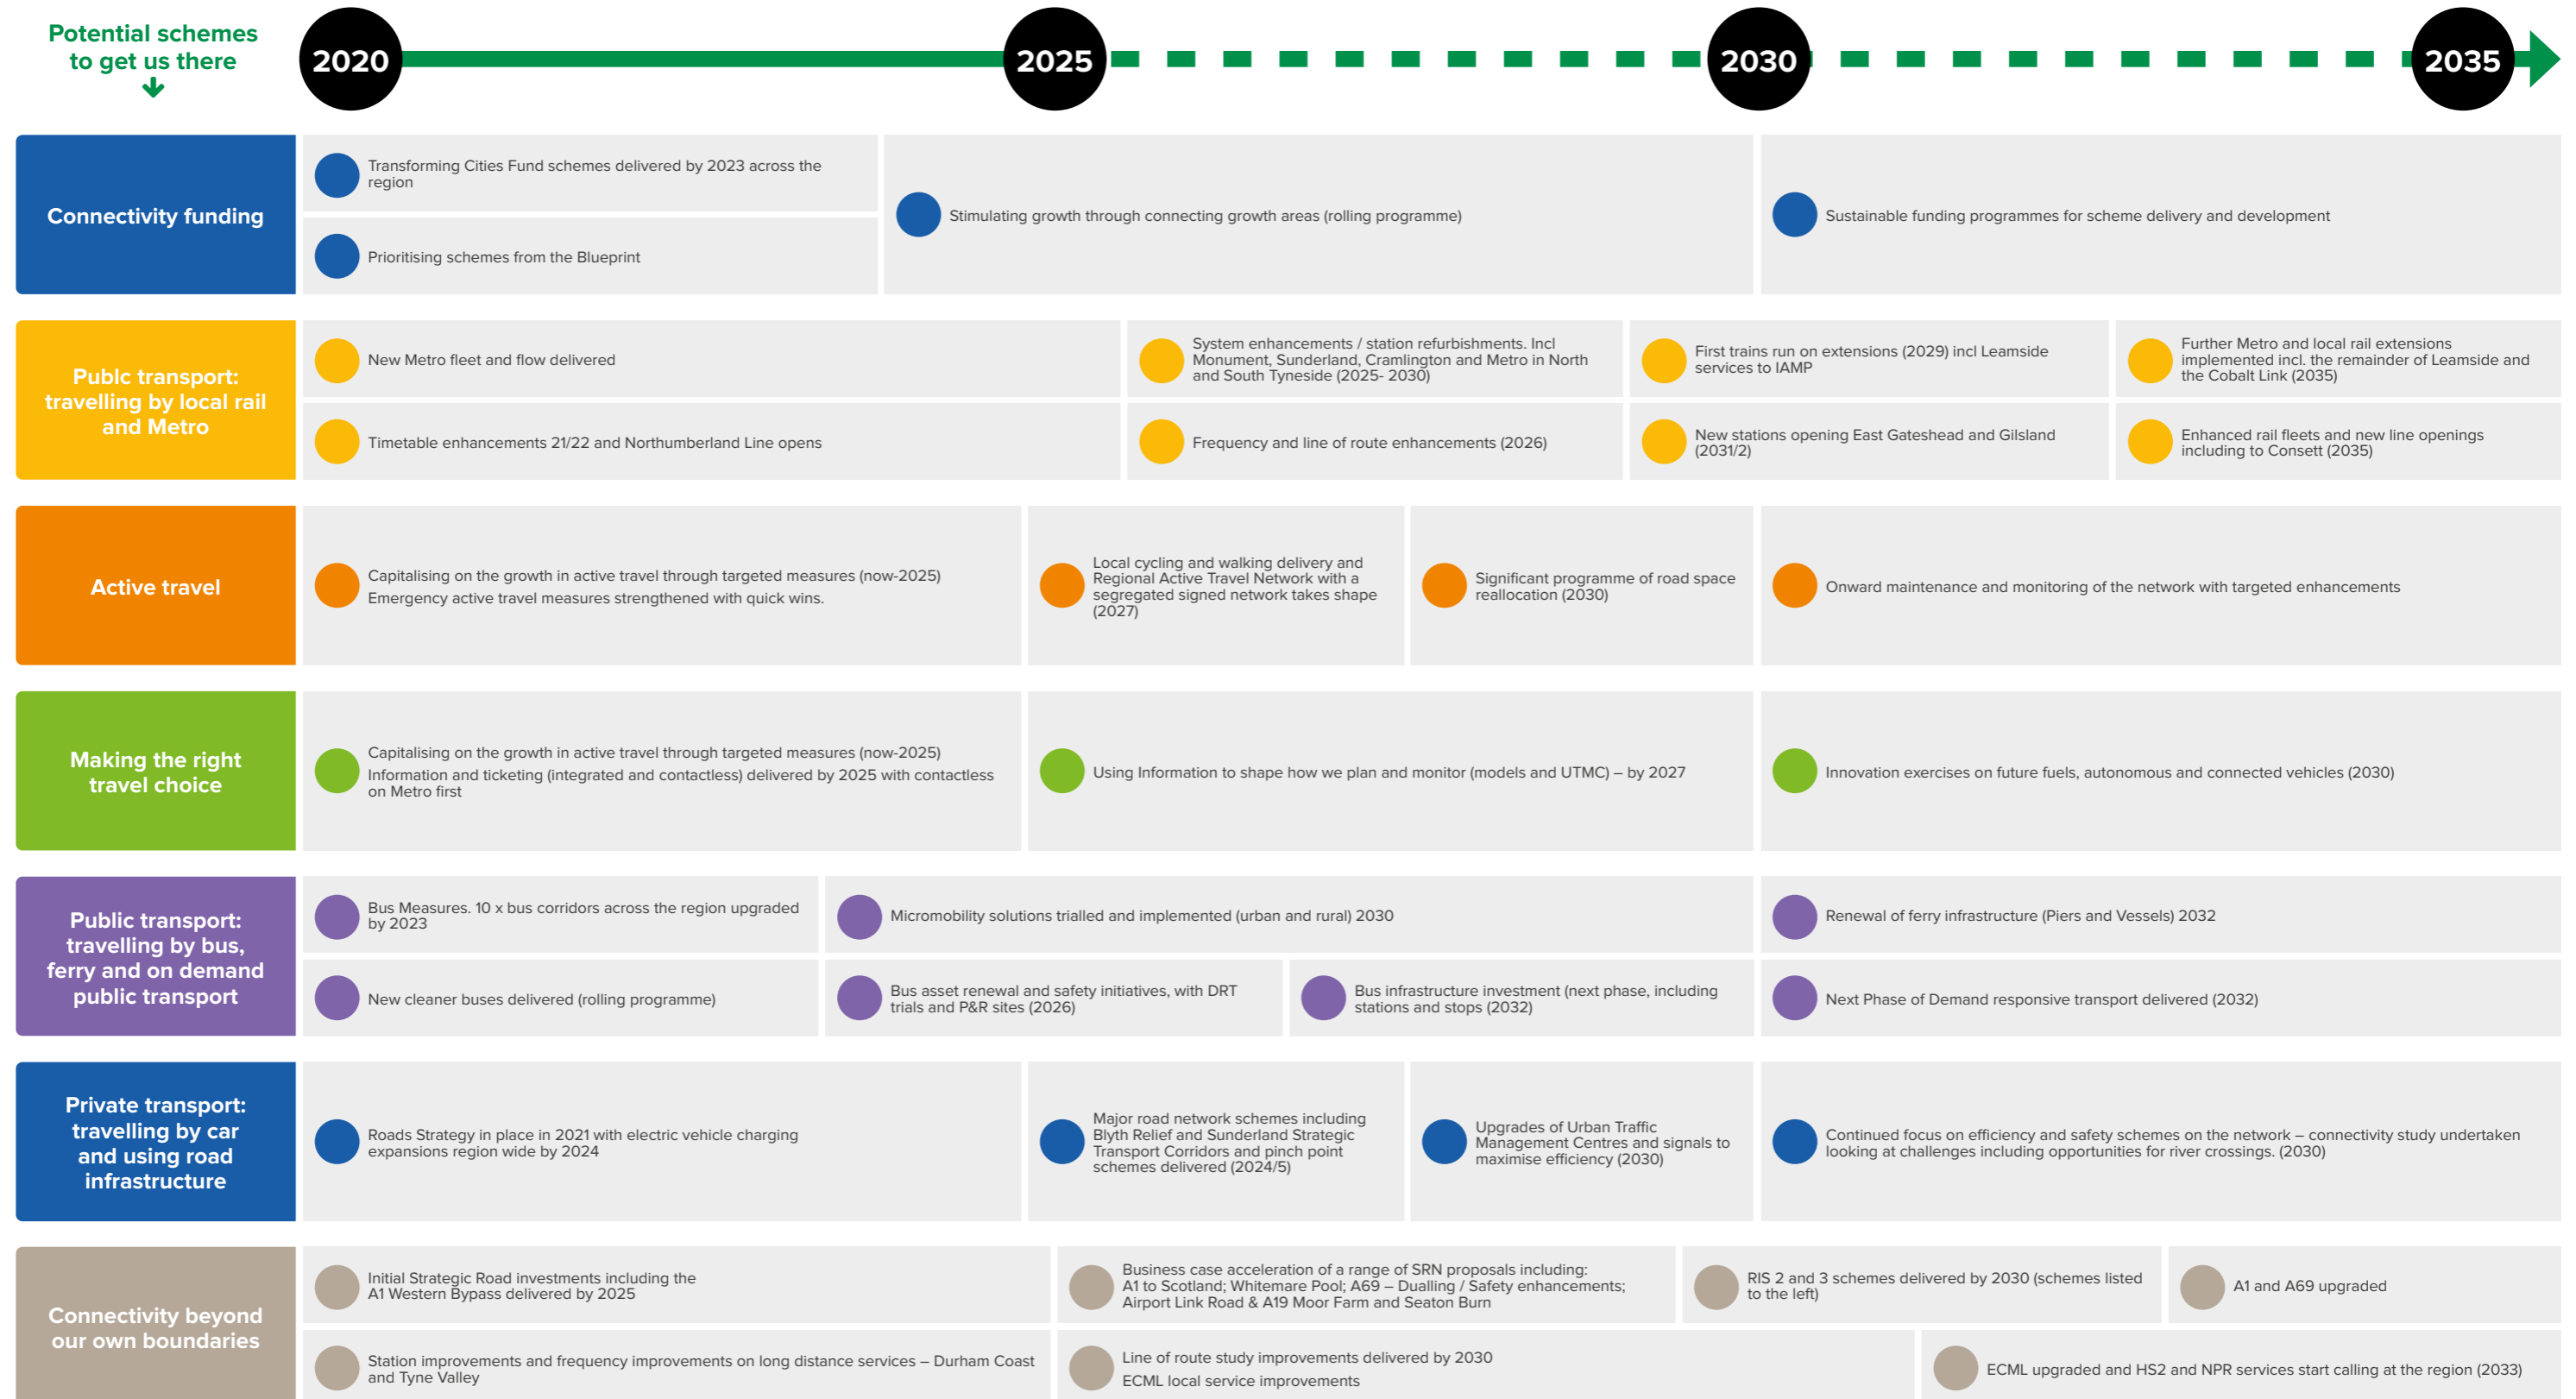 Potential schemes
to get us there
2020
2025
2030
2035
Connectivity funding
Transforming Cities Fund schemes delivered by 2023 across the
region
Prioritising schemes from the Blueprint
Stimulating growth through connecting growth areas (rolling programme)
Sustainable funding programmes for scheme delivery and development
Publc transport:
travelling by local rail
and Metro
New Metro fleet and flow delivered
System enhancements / station refurbishments. Incl
Monument, Sunderland, Cramlington and Metro in North
and South Tyneside (2025- 2030)
First trains run on extensions (2029) incl Leamside
services to IAMP
Further Metro and local rail extensions
implemented incl. the remainder of Leamside and
the Cobalt Link (2035)
Timetable enhancements 21/22 and Northumberland Line opens
Frequency and line of route enhancements (2026)
New stations opening East Gateshead and Gilsland
(2031/2)
Enhanced rail fleets and new line openings
including to Consett (2035)
Active travel
Capitalising on the growth in active travel through targeted measures (now-2025)
Emergency active travel measures strengthened with quick wins.
Local cycling and walking delivery and
Regional Active Travel Network with a
segregated signed network takes shape
(2027)
Significant programme of road space
reallocation (2030)
Onward maintenance and monitoring of the network with targeted enhancements
Making the right
travel choice
Capitalising on the growth in active travel through targeted measures (now-2025)
Information and ticketing (integrated and contactless) delivered by 2025 with contactless
on Metro first
Using Information to shape how we plan and monitor (models and UTMC) – by 2027
Innovation exercises on future fuels, autonomous and connected vehicles (2030)
Public transport:
travelling by bus,
ferry and on demand
public transport
Bus Measures. 10 x bus corridors across the region upgraded
by 2023
Micromobility solutions trialled and implemented (urban and rural) 2030
Renewal of ferry infrastructure (Piers and Vessels) 2032
New cleaner buses delivered (rolling programme)
Bus asset renewal and safety initiatives, with DRT
trials and P&R sites (2026)
Bus infrastructure investment (next phase, including
stations and stops (2032)
Next Phase of Demand responsive transport delivered (2032)
Private transport:
travelling by car
and using road
infrastructure
Roads Strategy in place in 2021 with electric vehicle charging
expansions region wide by 2024
Major road network schemes including
Blyth Relief and Sunderland Strategic
Transport Corridors and pinch point
schemes delivered (2024/5)
Upgrades of Urban Traffic
Management Centres and signals to
maximise efficiency (2030)
Continued focus on efficiency and safety schemes on the network – connectivity study undertaken
looking at challenges including opportunities for river crossings. (2030)
Connectivity beyond
our own boundaries
Initial Strategic Road investments including the
A1 Western Bypass delivered by 2025
Business case acceleration of a range of SRN proposals including:
A1 to Scotland; Whitemare Pool; A69 – Dualling / Safety enhancements;
Airport Link Road & A19 Moor Farm and Seaton Burn
RIS 2 and 3 schemes delivered by 2030 (schemes listed
to the left)
A1 and A69 upgraded
Station improvements and frequency improvements on long distance services – Durham Coast
and Tyne Valley
Line of route study improvements delivered by 2030
ECML local service improvements
ECML upgraded and HS2 and NPR services start calling at the region (2033)